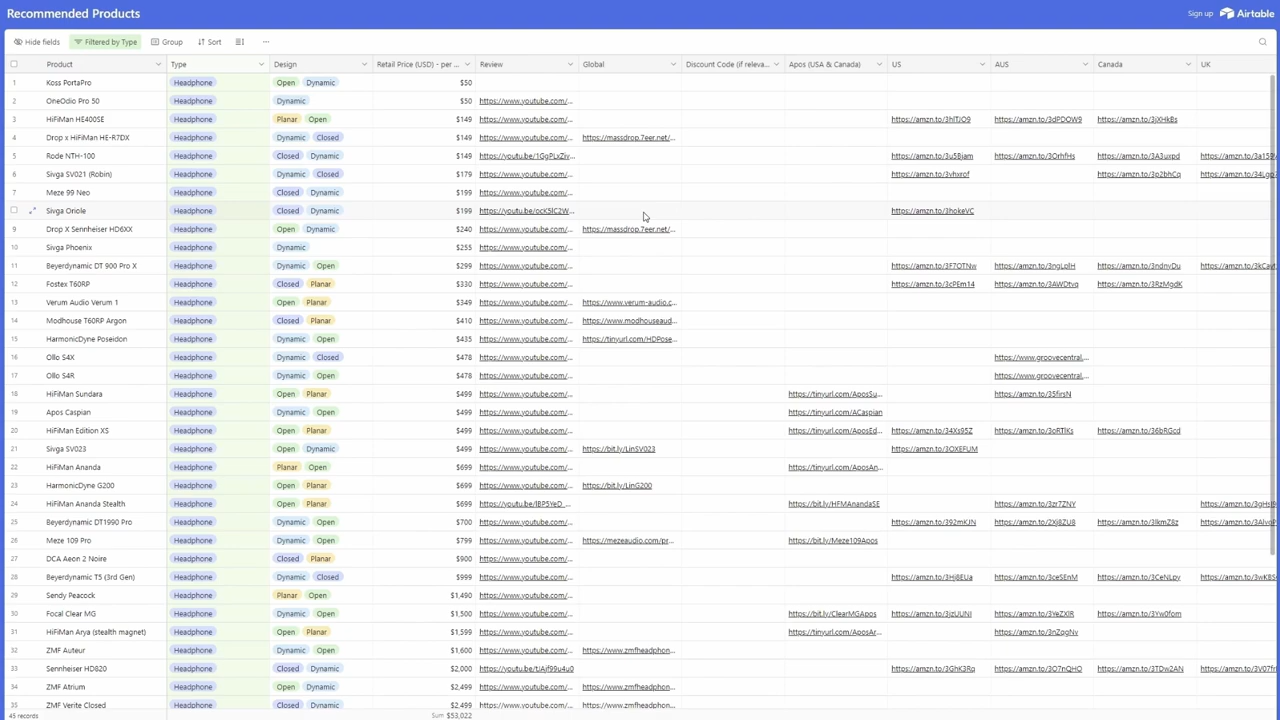 Recommended Products Sign up Airtable
Hide fields Filtered by Type Group Sort ...
Product Type Design Retail Price (USD) - per ... Review Global Discount Code (if releva... Apos (USA & Canada) US AUS Canada UK
1 Koss PortaPro Headphone Open Dynamic $50
2 OneOdio Pro 50 Headphone Dynamic $50 https://www.youtube.com/...
3 HiFiMan HE400SE Headphone Planar Open $149 https://www.youtube.com/... https://amzn.to/3hlTJO9 https://amzn.to/3dPDOW9 https://amzn.to/3jXHkBs
4 Drop x HiFiMan HE-R7DX Headphone Dynamic Closed $149 https://www.youtube.com/... https://massdrop.7eer.net/...
5 Rode NTH-100 Headphone Closed Dynamic $149 https://youtu.be/1GgPLxZiv... https://amzn.to/3u5Bjam https://amzn.to/3OrhfHs https://amzn.to/3A3uxpd https://amzn.to/3a159
6 Sivga SV021 (Robin) Headphone Dynamic Closed $179 https://www.youtube.com/... https://amzn.to/3vhxrcf https://amzn.to/3p2bhCq https://amzn.to/34Lgp
7 Meze 99 Neo Headphone Closed Dynamic $199 https://www.youtube.com/...
Sivga Oriole Headphone Closed Dynamic $199 https://youtu.be/ocK5lC2W... https://amzn.to/3hokeVC
9 Drop X Sennheiser HD6XX Headphone Open Dynamic $240 https://www.youtube.com/... https://massdrop.7eer.net/...
10 Sivga Phoenix Headphone Dynamic $255 https://www.youtube.com/...
11 Beyerdynamic DT 900 Pro X Headphone Dynamic Open $299 https://www.youtube.com/... https://amzn.to/3F7OTNw https://amzn.to/3ngLplH https://amzn.to/3ndnyDu https://amzn.to/3kCay
12 Fostex T60RP Headphone Closed Planar $330 https://www.youtube.com/... https://amzn.to/3cPEm14 https://amzn.to/3AWDtvq https://amzn.to/3RzMgdK
13 Verum Audio Verum 1 Headphone Open Planar $349 https://www.youtube.com/... https://www.verum-audio.c...
14 Modhouse T60RP Argon Headphone Closed Planar $410 https://www.youtube.com/... https://www.modhouseaud...
15 HarmonicDyne Poseidon Headphone Dynamic Open $435 https://www.youtube.com/... https://tinyurl.com/HDPose...
16 Ollo S4X Headphone Dynamic Closed $478 https://www.youtube.com/... https://www.groovecentral....
17 Ollo S4R Headphone Dynamic Open $478 https://www.youtube.com/... https://www.groovecentral....
18 HiFiMan Sundara Headphone Open Planar $499 https://www.youtube.com/... https://tinyurl.com/AposSu... https://amzn.to/35firsN
19 Apos Caspian Headphone Dynamic Open $499 https://www.youtube.com/... https://tinyurl.com/ACaspian
20 HiFiMan Edition XS Headphone Open Planar $499 https://www.youtube.com/... https://tinyurl.com/AposEd... https://amzn.to/34Xs95Z https://amzn.to/3oRTlKs https://amzn.to/36bRGcd
21 Sivga SV023 Headphone Open Dynamic $499 https://www.youtube.com/... https://bit.ly/LinSV023 https://amzn.to/3OXEFUM
22 HiFiMan Ananda Headphone Planar Open $699 https://www.youtube.com/... https://tinyurl.com/AposAn...
23 HarmonicDyne G200 Headphone Open Planar $699 https://www.youtube.com/... https://bit.ly/LinG200
24 HiFiMan Ananda Stealth Headphone Open Planar $699 https://youtu.be/lBP5YeD_... https://bit.ly/HFMAnandaSE https://amzn.to/3zr7ZNY https://amzn.to/3gHs
25 Beyerdynamic DT1990 Pro Headphone Dynamic Open $700 https://www.youtube.com/... https://amzn.to/392mKJN https://amzn.to/2Xj8ZU8 https://amzn.to/3lkmZ8z https://amzn.to/3Alvo
26 Meze 109 Pro Headphone Dynamic Open $799 https://www.youtube.com/... https://mezeaudio.com/pr... https://bit.ly/Meze109Apos
27 DCA Aeon 2 Noire Headphone Closed Planar $900 https://www.youtube.com/...
28 Beyerdynamic T5 (3rd Gen) Headphone Dynamic Closed $999 https://www.youtube.com/... https://amzn.to/3Hj8EUa https://amzn.to/3ceSEnM https://amzn.to/3CeNLpy https://amzn.to/3wK8S
29 Sendy Peacock Headphone Planar Open $1,490 https://www.youtube.com/...
30 Focal Clear MG Headphone Dynamic Open $1,500 https://www.youtube.com/... https://bit.ly/ClearMGApos https://amzn.to/3jzUUNI https://amzn.to/3YeZXlR https://amzn.to/3Yw0fom
31 HiFiMan Arya (stealth magnet) Headphone Open Planar $1,599 https://www.youtube.com/... https://tinyurl.com/AposAr... https://amzn.to/3nZqgNv
32 ZMF Auteur Headphone Dynamic Open $1,600 https://www.youtube.com/... https://www.zmfheadphon...
33 Sennheiser HD820 Headphone Closed Dynamic $2,000 https://youtu.be/tJAjf99u4u0 https://amzn.to/3GhK3Rq https://amzn.to/3O7nQHO https://amzn.to/3TDw2AN https://amzn.to/3V07fr
34 ZMF Atrium Headphone Open Dynamic $2,499 https://www.youtube.com/... https://www.zmfheadphon...
35 ZMF Verite Closed Headphone Closed Dynamic $2,499 https://www.youtube.com/... https://www.zmfheadphon...
45 records Sum $53,022